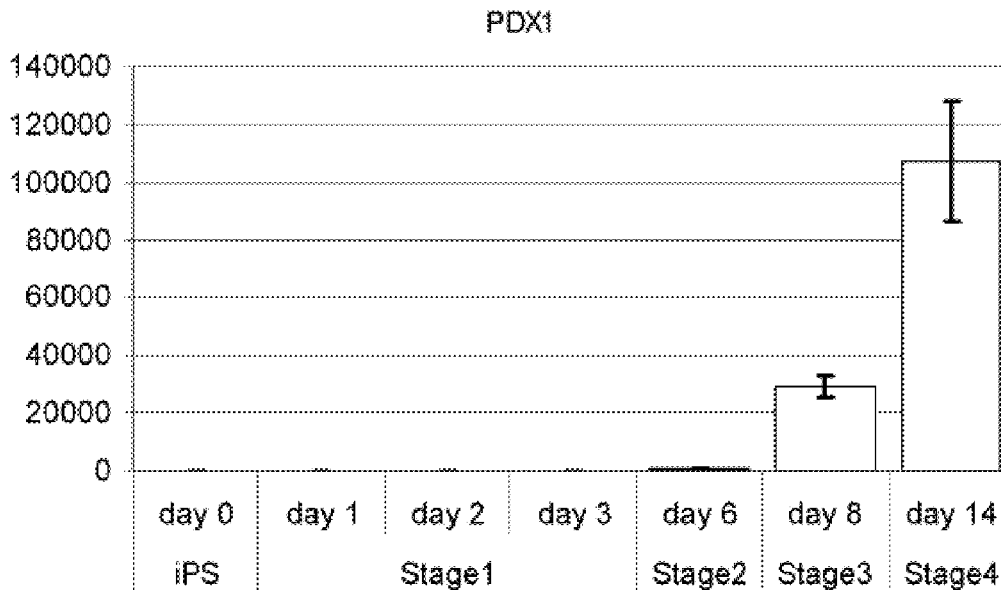 PDX1
140000
120000
100000
80000
60000
40000
20000
0
day 0 day 1 day 2 day 3 day 6 day 8 day 14
iPS Stage1 Stage2 Stage3 Stage4